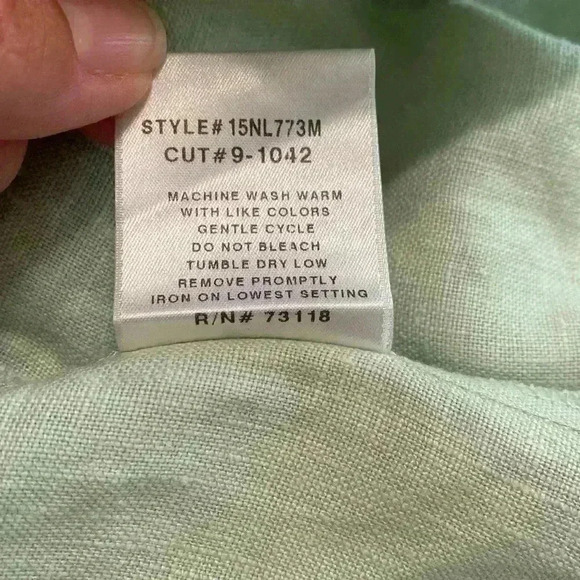 STYLE# 15NL773M
CUT#9-1042
MACHINE WASH WARM
WITH LIKE COLORS
GENTLE CYCLE
DO NOT BLEACH
TUMBLE DRY LOW
REMOVE PROMPTLY
IRON ON LOWEST SETTING
R/N# 73118